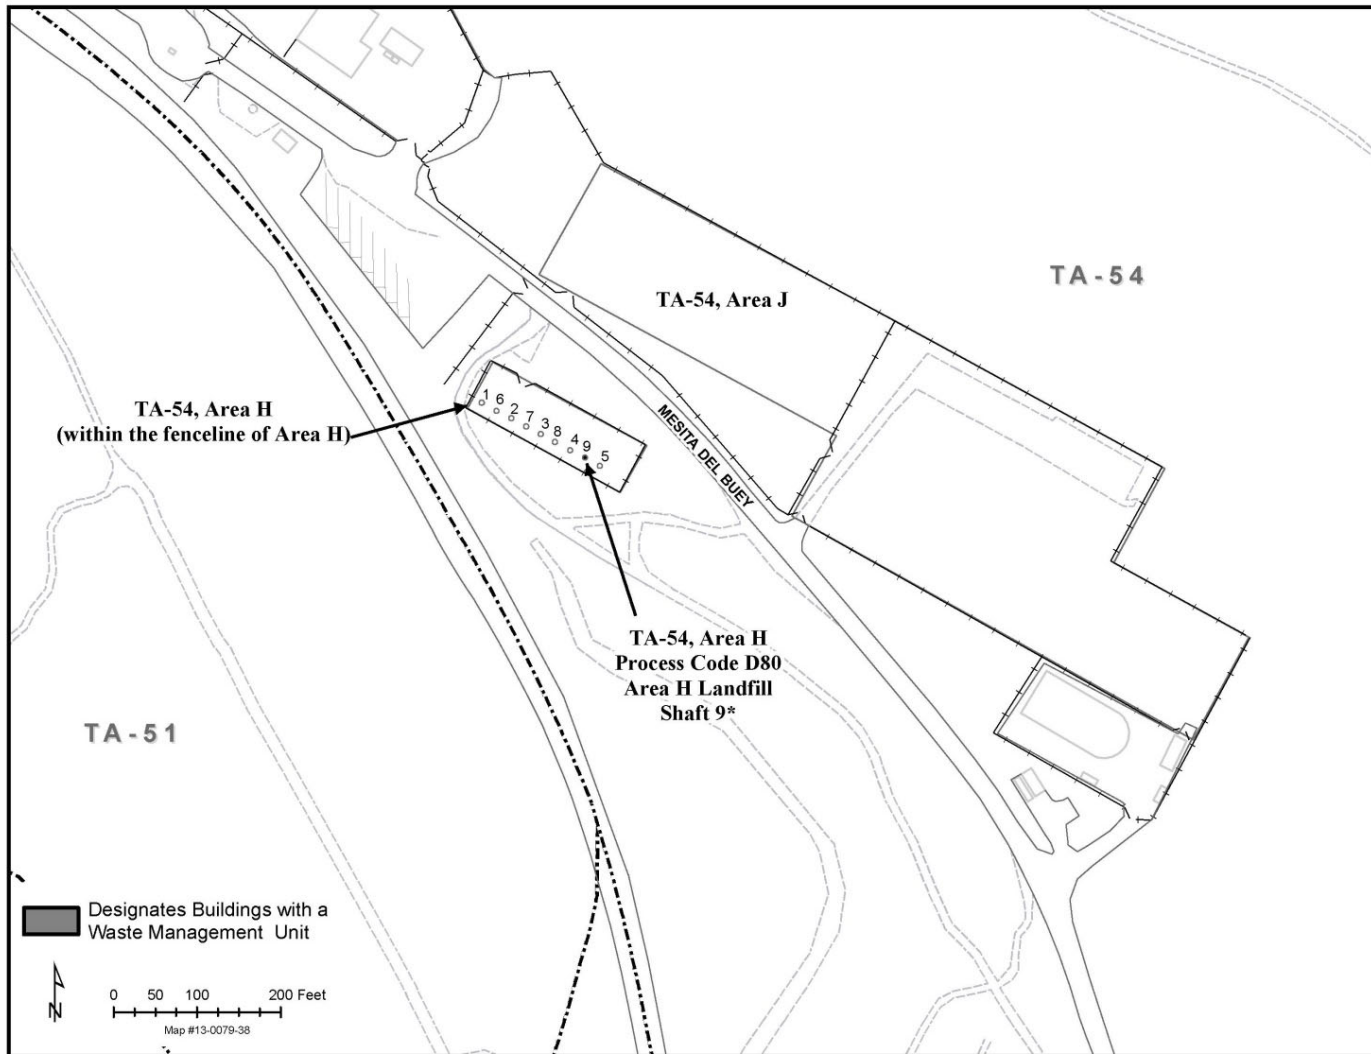 TA-54
TA-54, Area J
TA-54, Area H
(within the fenceline of Area H)
1 6 2 7 3 8 4 9 5
MESITA DEL BUEY
TA-54, Area H
Process Code D80
Area H Landfill
Shaft 9*
TA-51
Designates Buildings with a
Waste Management Unit
N
0 50 100 200 Feet
Map #13-0079-38